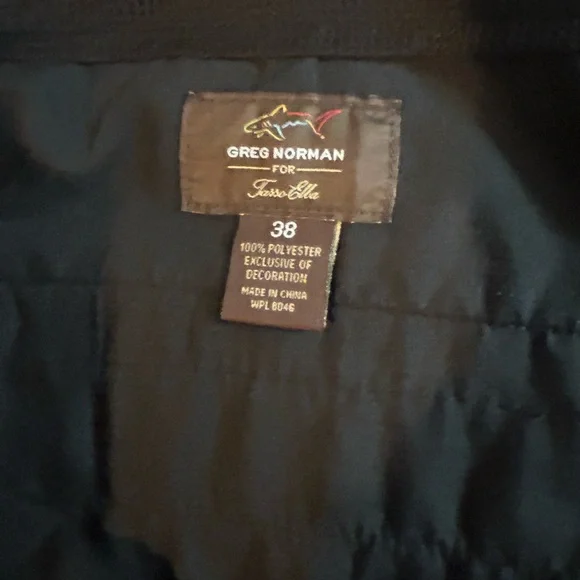 GREG NORMAN
FOR
Tasso Elba
38
100% POLYESTER
EXCLUSIVE OF
DECORATION
MADE IN CHINA
WPL 8046